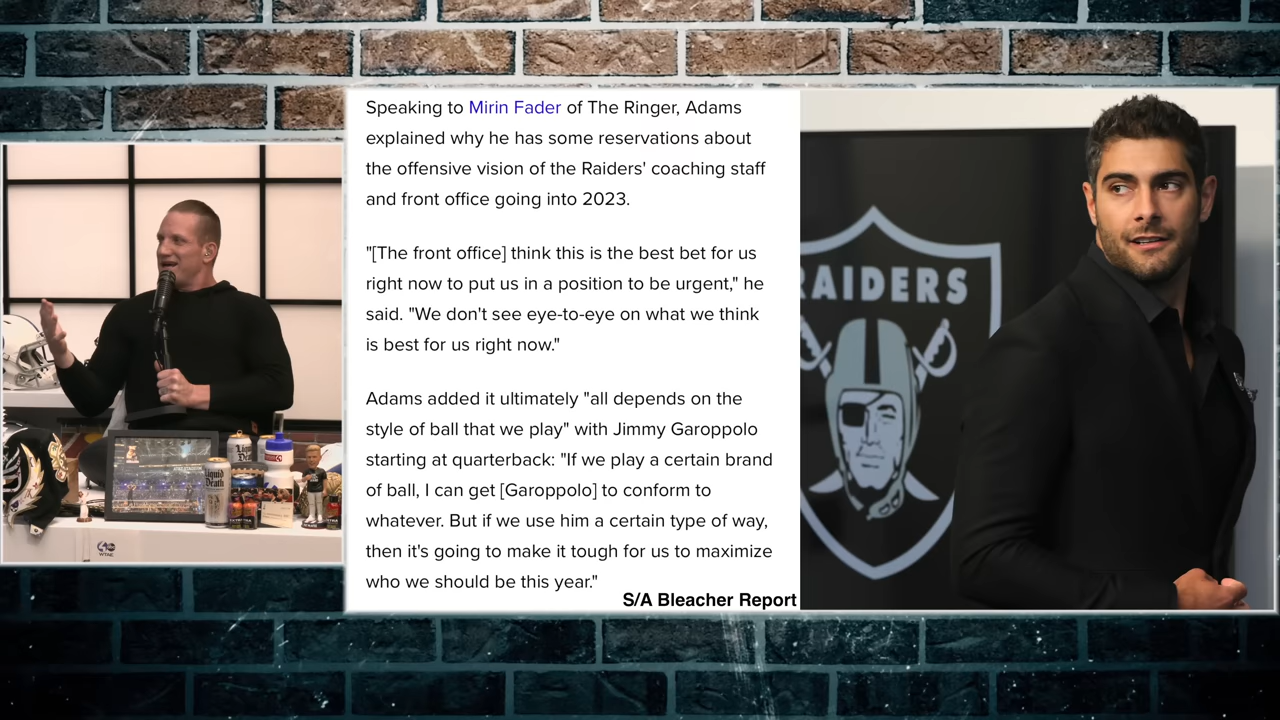 Speaking to Mirin Fader of The Ringer, Adams
explained why he has some reservations about
the offensive vision of the Raiders' coaching staff
and front office going into 2023.
"[The front office] think this is the best bet for us
right now to put us in a position to be urgent," he
said. "We don't see eye-to-eye on what we think
is best for us right now."
Adams added it ultimately "all depends on the
style of ball that we play" with Jimmy Garoppolo
starting at quarterback: "If we play a certain brand
of ball, I can get [Garoppolo] to conform to
whatever. But if we use him a certain type of way,
then it's going to make it tough for us to maximize
who we should be this year."
S/A Bleacher Report
RAIDERS
Liquid
Death
WTAE